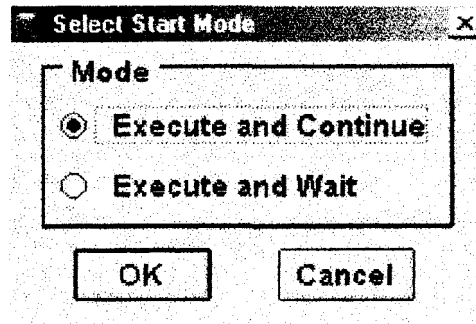 Select Start Mode
Mode
Execute and Continue
Execute and Wait
OK
Cancel